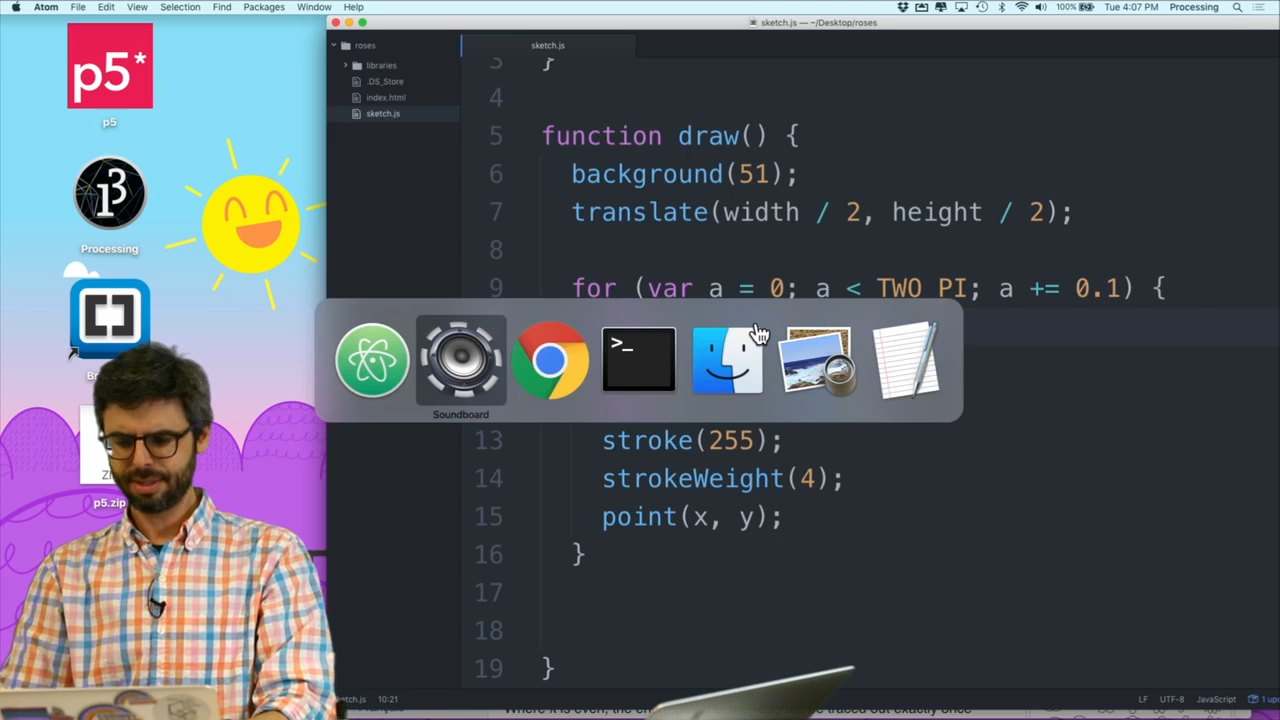 Atom File Edit View Selection Find Packages Window Help
100% Tue 4:07 PM Processing
sketch.js — ~/Desktop/roses
roses
libraries
.DS_Store
index.html
sketch.js
sketch.js
p5*
p5
Processing
p5.zip
3 }
4
5 function draw() {
6 background(51);
7 translate(width / 2, height / 2);
8
9 for (var a = 0; a < TWO_PI; a += 0.1) {
>_
Soundboard
13 stroke(255);
14 strokeWeight(4);
15 point(x, y);
16 }
17
18
19 }
10:21
LF UTF-8 JavaScript